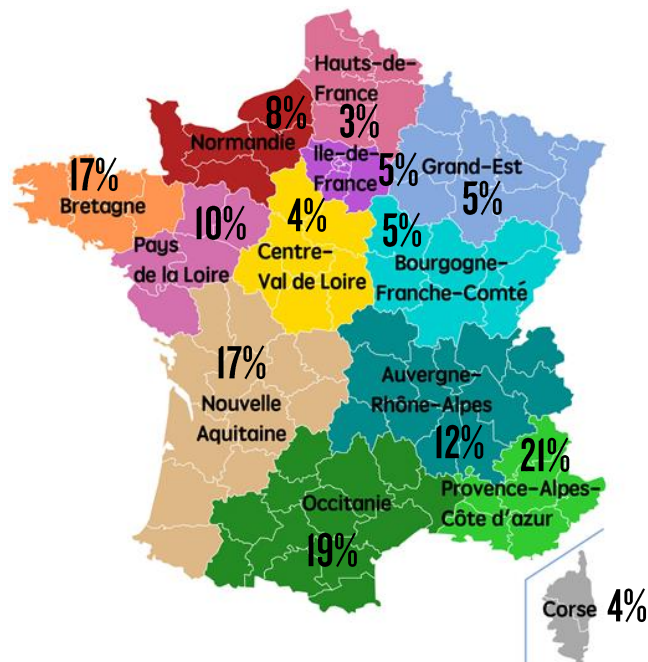 Hauts-de-
France
3%
8%
Normandie
Ile-de-
France
5%
Grand-Est
5%
17%
Bretagne
10%
Pays
de la Loire
4%
Centre-
Val de Loire
5%
Bourgogne-
Franche-Comté
17%
Nouvelle
Aquitaine
Auvergne-
Rhône-Alpes
12%
21%
Provence-Alpes-
Côte d'azur
Occitanie
19%
Corse 4%